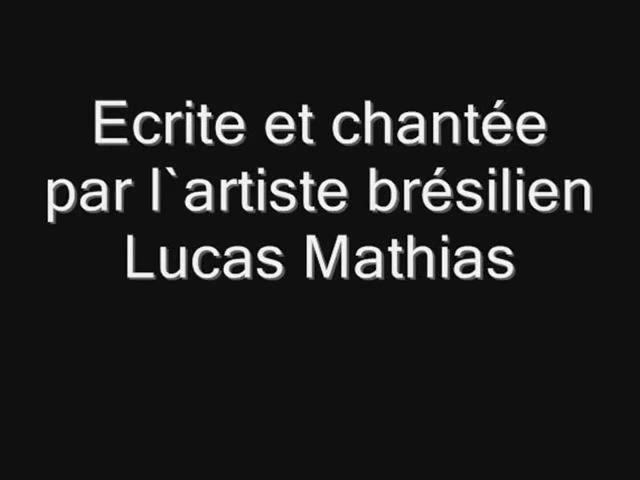 Ecrite et chantée
par l`artiste brésilien
Lucas Mathias